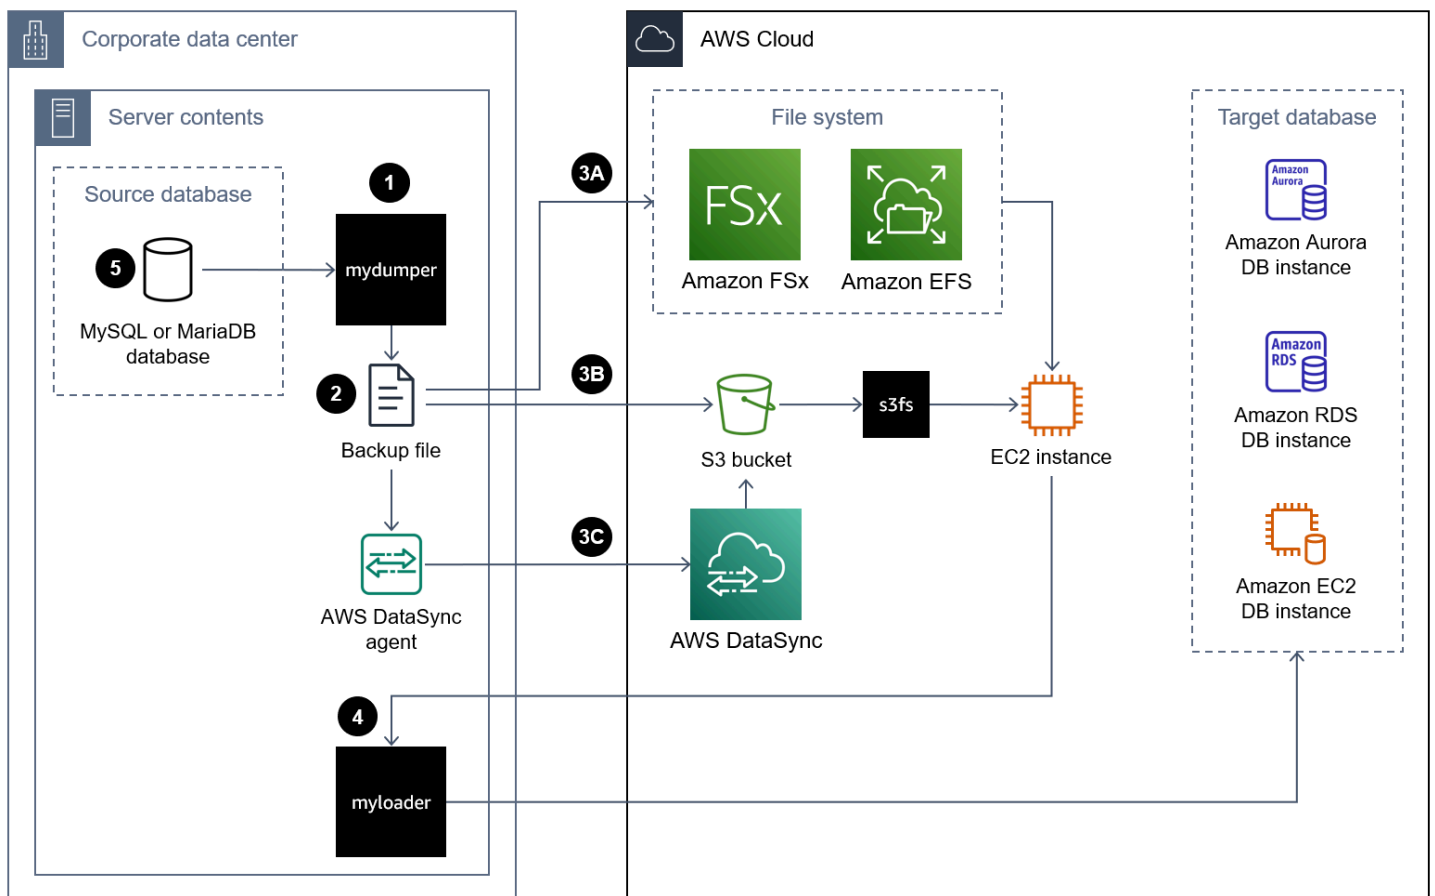 Corporate data center
AWS Cloud
Server contents
File system
Target database
Source database
1
3A
FSx
Amazon
Aurora
5
mydumper
Amazon FSx
Amazon EFS
Amazon Aurora
DB instance
MySQL or MariaDB
database
2
3B
s3fs
Amazon
RDS
Backup file
S3 bucket
EC2 instance
Amazon RDS
DB instance
3C
AWS DataSync
agent
AWS DataSync
Amazon EC2
DB instance
4
myloader